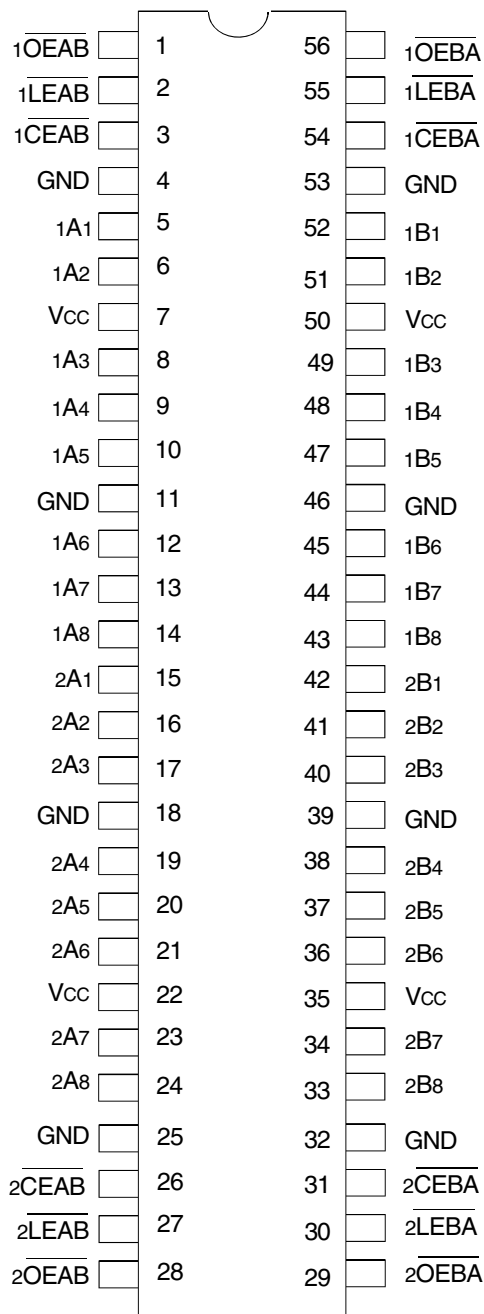 1OEAB 1 56 1OEBA
1LEAB 2 55 1LEBA
1CEAB 3 54 1CEBA
GND 4 53 GND
1A1 5 52 1B1
1A2 6 51 1B2
VCC 7 50 VCC
1A3 8 49 1B3
1A4 9 48 1B4
1A5 10 47 1B5
GND 11 46 GND
1A6 12 45 1B6
1A7 13 44 1B7
1A8 14 43 1B8
2A1 15 42 2B1
2A2 16 41 2B2
2A3 17 40 2B3
GND 18 39 GND
2A4 19 38 2B4
2A5 20 37 2B5
2A6 21 36 2B6
VCC 22 35 VCC
2A7 23 34 2B7
2A8 24 33 2B8
GND 25 32 GND
2CEAB 26 31 2CEBA
2LEAB 27 30 2LEBA
2OEAB 28 29 2OEBA